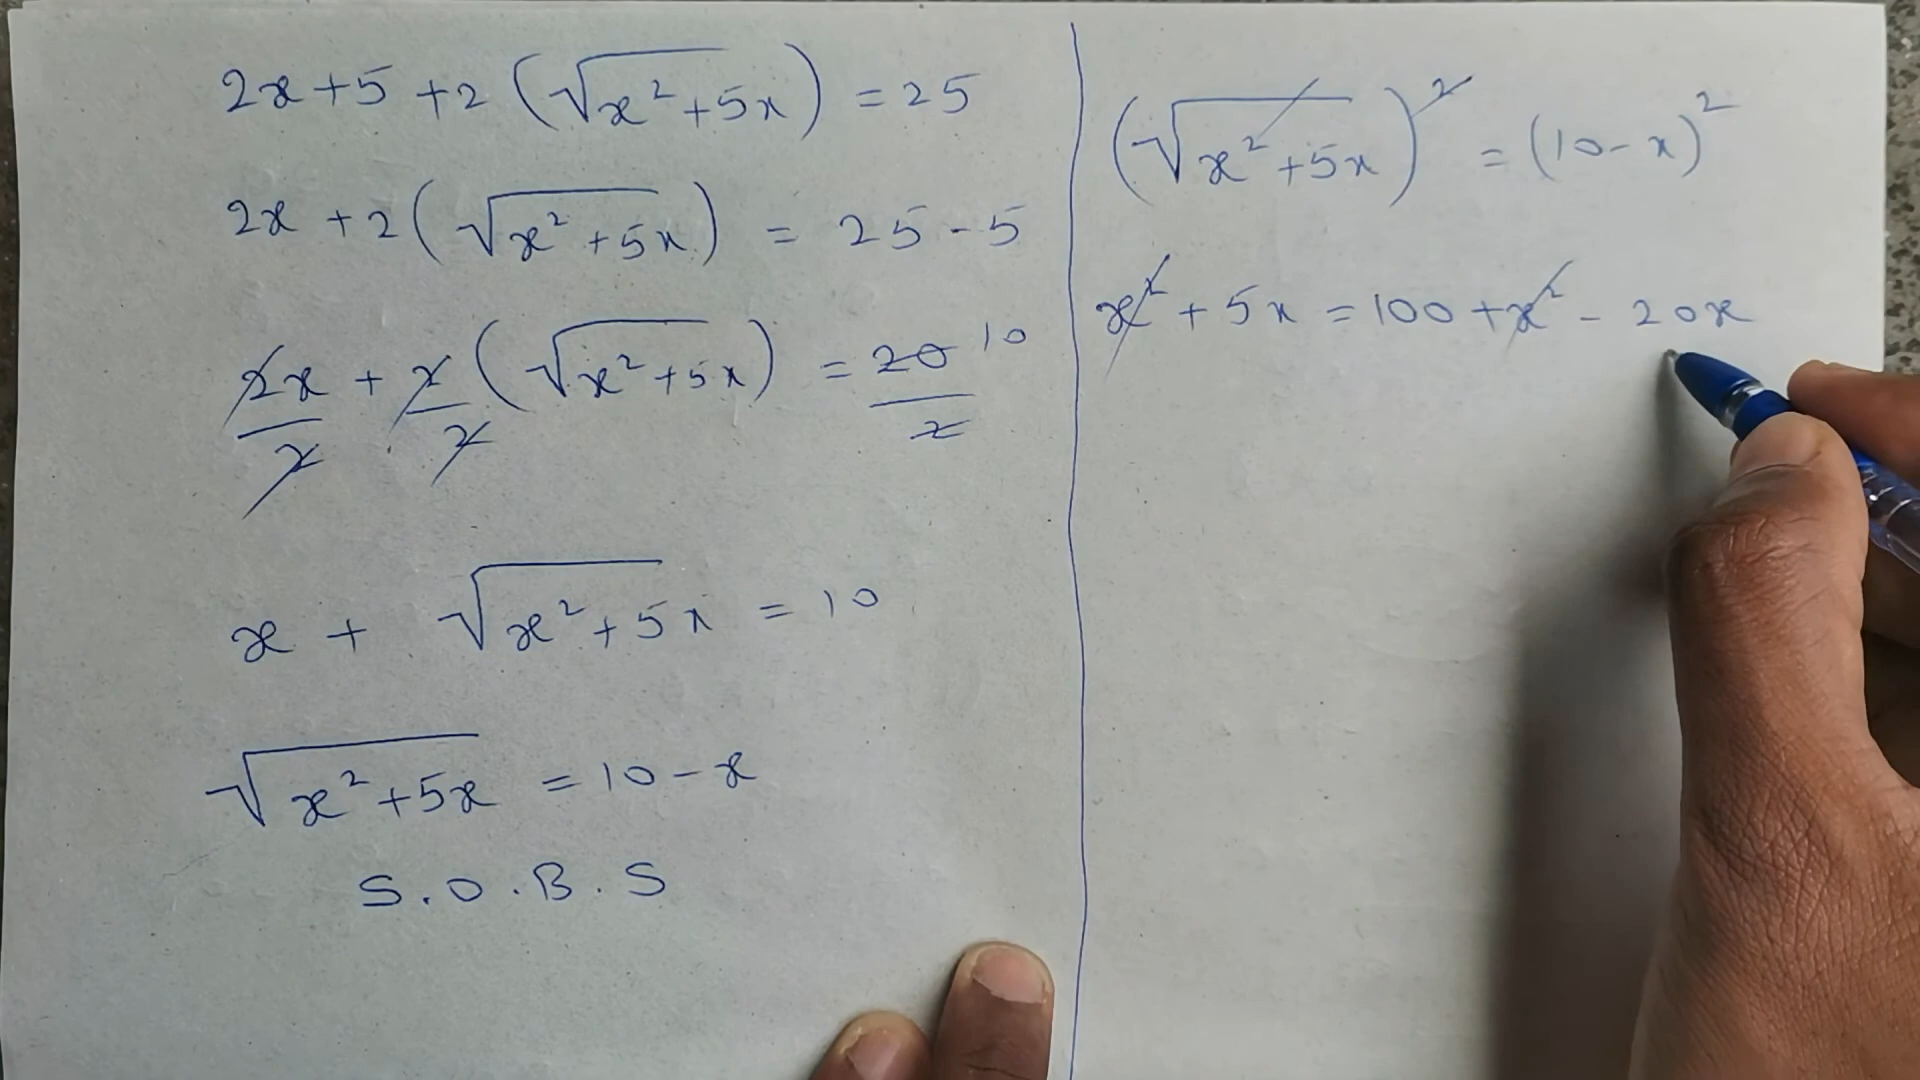 2x + 5 + 2 (√x² + 5x) = 25
2x + 2 (√x² + 5x) = 25 - 5
2x/2 + 2/2 (√x² + 5x) = 20/2 10
x + √x² + 5x = 10
√x² + 5x = 10 - x
S.O.B.S
(√x² + 5x)² = (10 - x)²
x² + 5x = 100 + x² - 20x